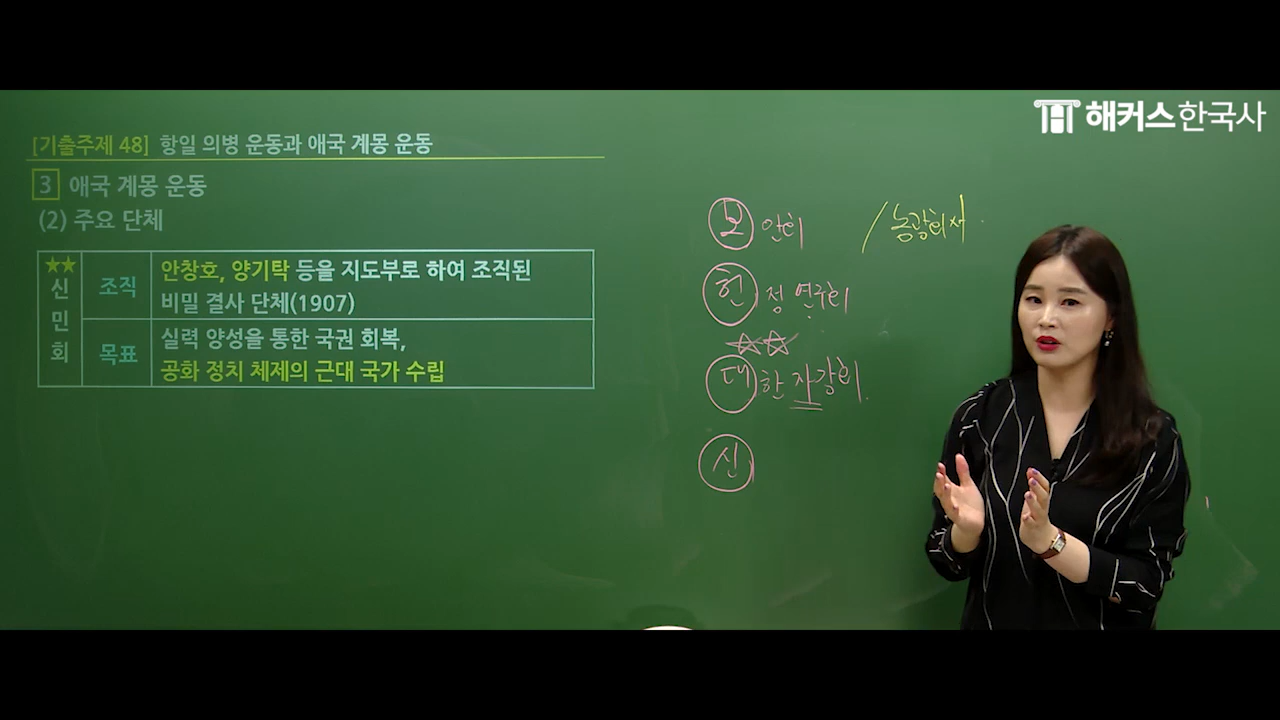 해커스한국사
[기출주제 48] 항일 의병 운동과 애국 계몽 운동
3 애국 계몽 운동
(2) 주요 단체
★★
신민회
조직
안창호, 양기탁 등을 지도부로 하여 조직된
비밀 결사 단체(1907)
목표
실력 양성을 통한 국권 회복,
공화 정치 체제의 근대 국가 수립
보안회 / 농광회사
헌정 연구회
☆☆
대한 자강회
신